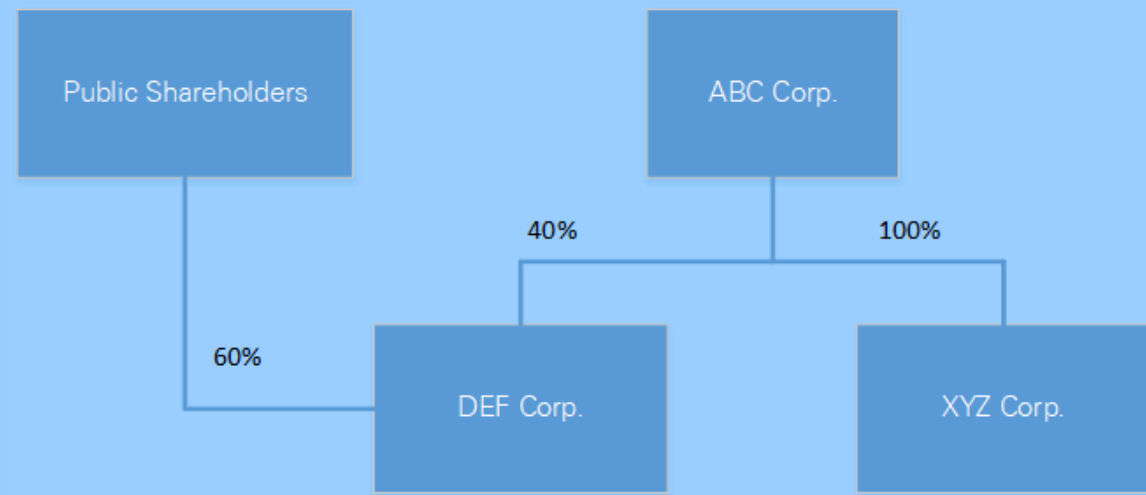 Public Shareholders
ABC Corp.
40%
100%
60%
DEF Corp.
XYZ Corp.